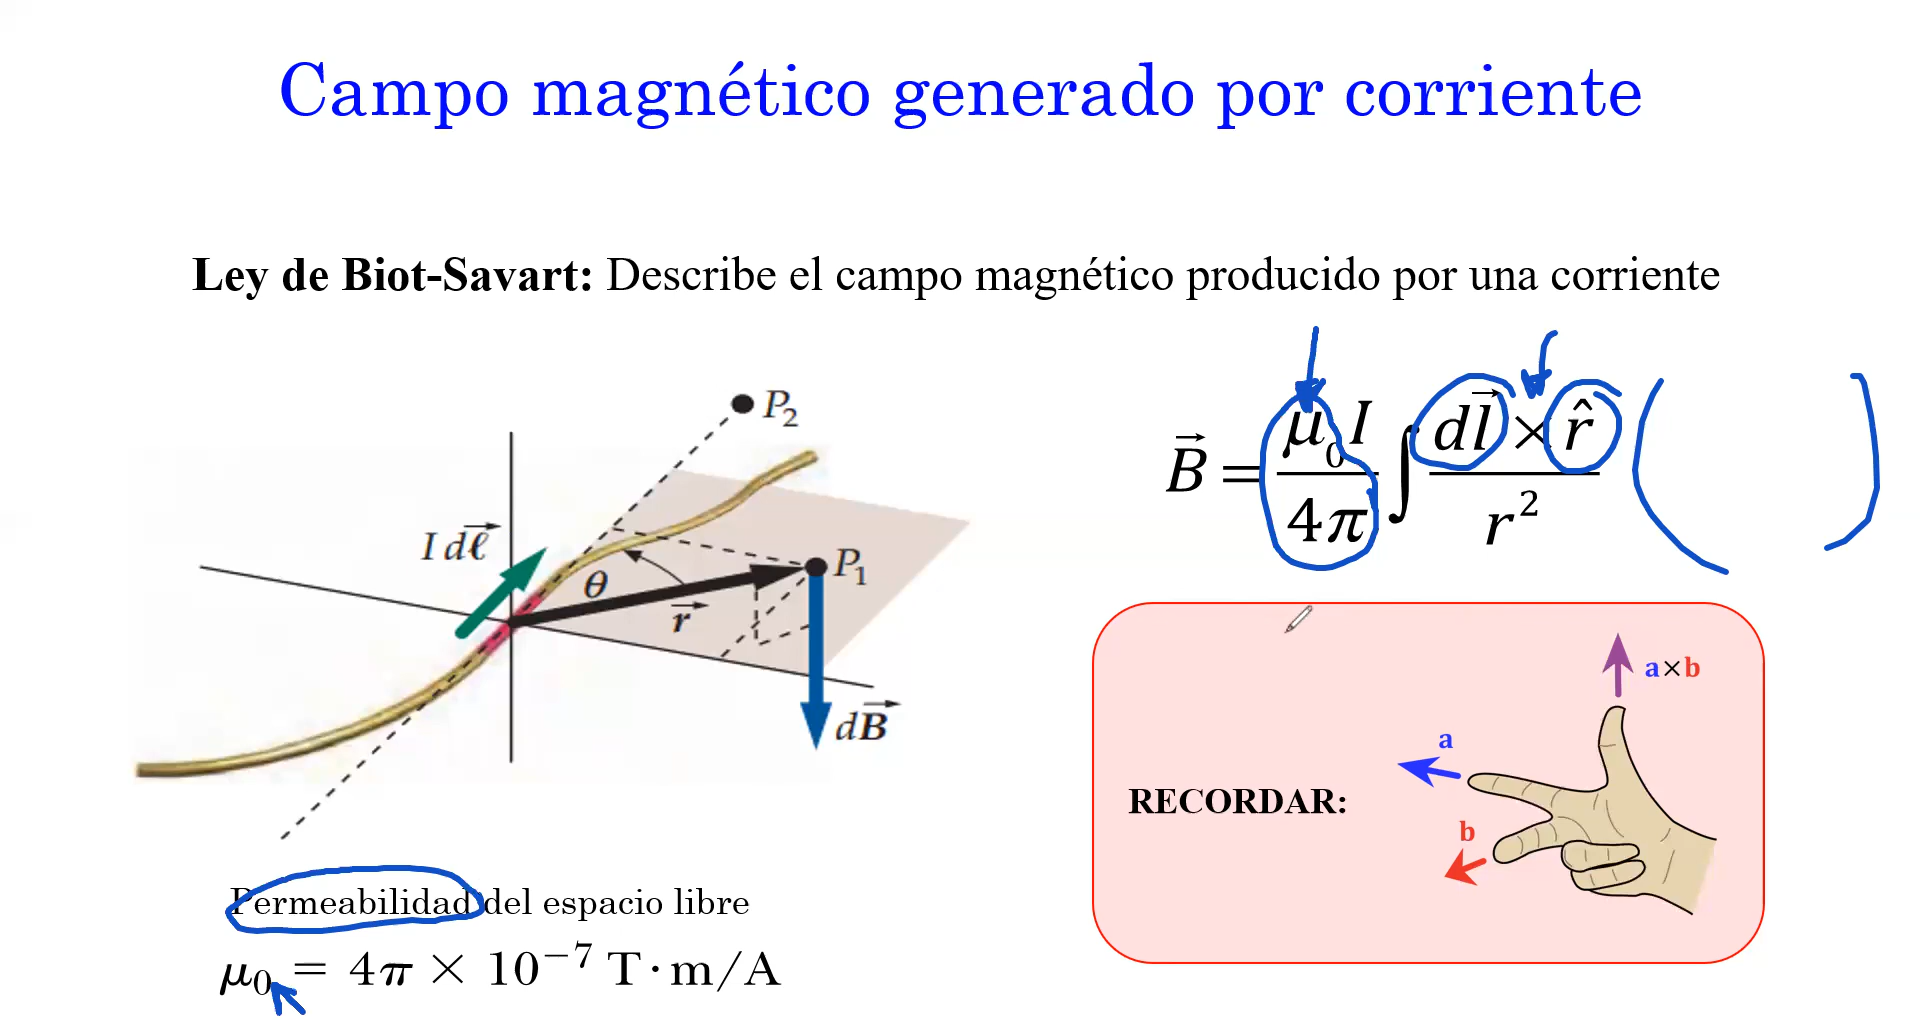 Campo magnético generado por corriente
Ley de Biot-Savart: Describe el campo magnético producido por una corriente
P₂
I dℓ⃗
θ
r⃗
P₁
dB⃗
B⃗ = μ₀I/4π ∫ dl⃗ × r̂ / r²
RECORDAR:
a×b
a
b
Permeabilidad del espacio libre
μ₀ = 4π × 10⁻⁷ T·m/A